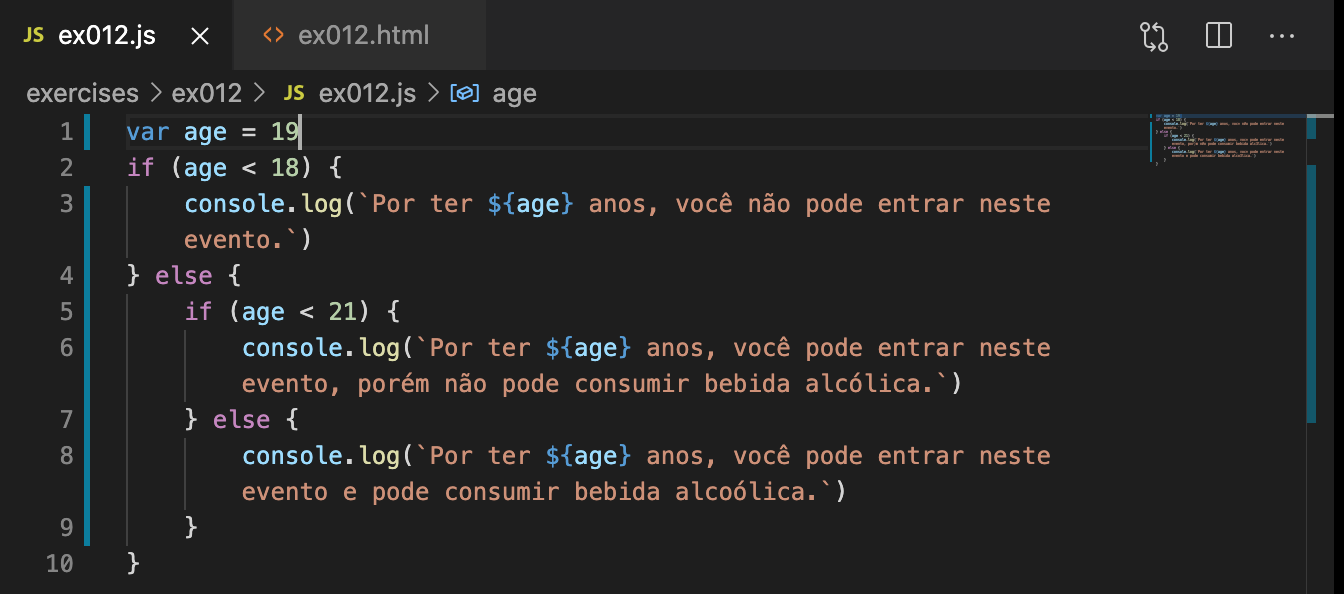 JS ex012.js × <> ex012.html ...
exercises > ex012 > JS ex012.js > age
1 var age = 19
2 if (age < 18) {
3 console.log(`Por ter ${age} anos, você não pode entrar neste
evento.`)
4 } else {
5 if (age < 21) {
6 console.log(`Por ter ${age} anos, você pode entrar neste
evento, porém não pode consumir bebida alcólica.`)
7 } else {
8 console.log(`Por ter ${age} anos, você pode entrar neste
evento e pode consumir bebida alcoólica.`)
9 }
10 }